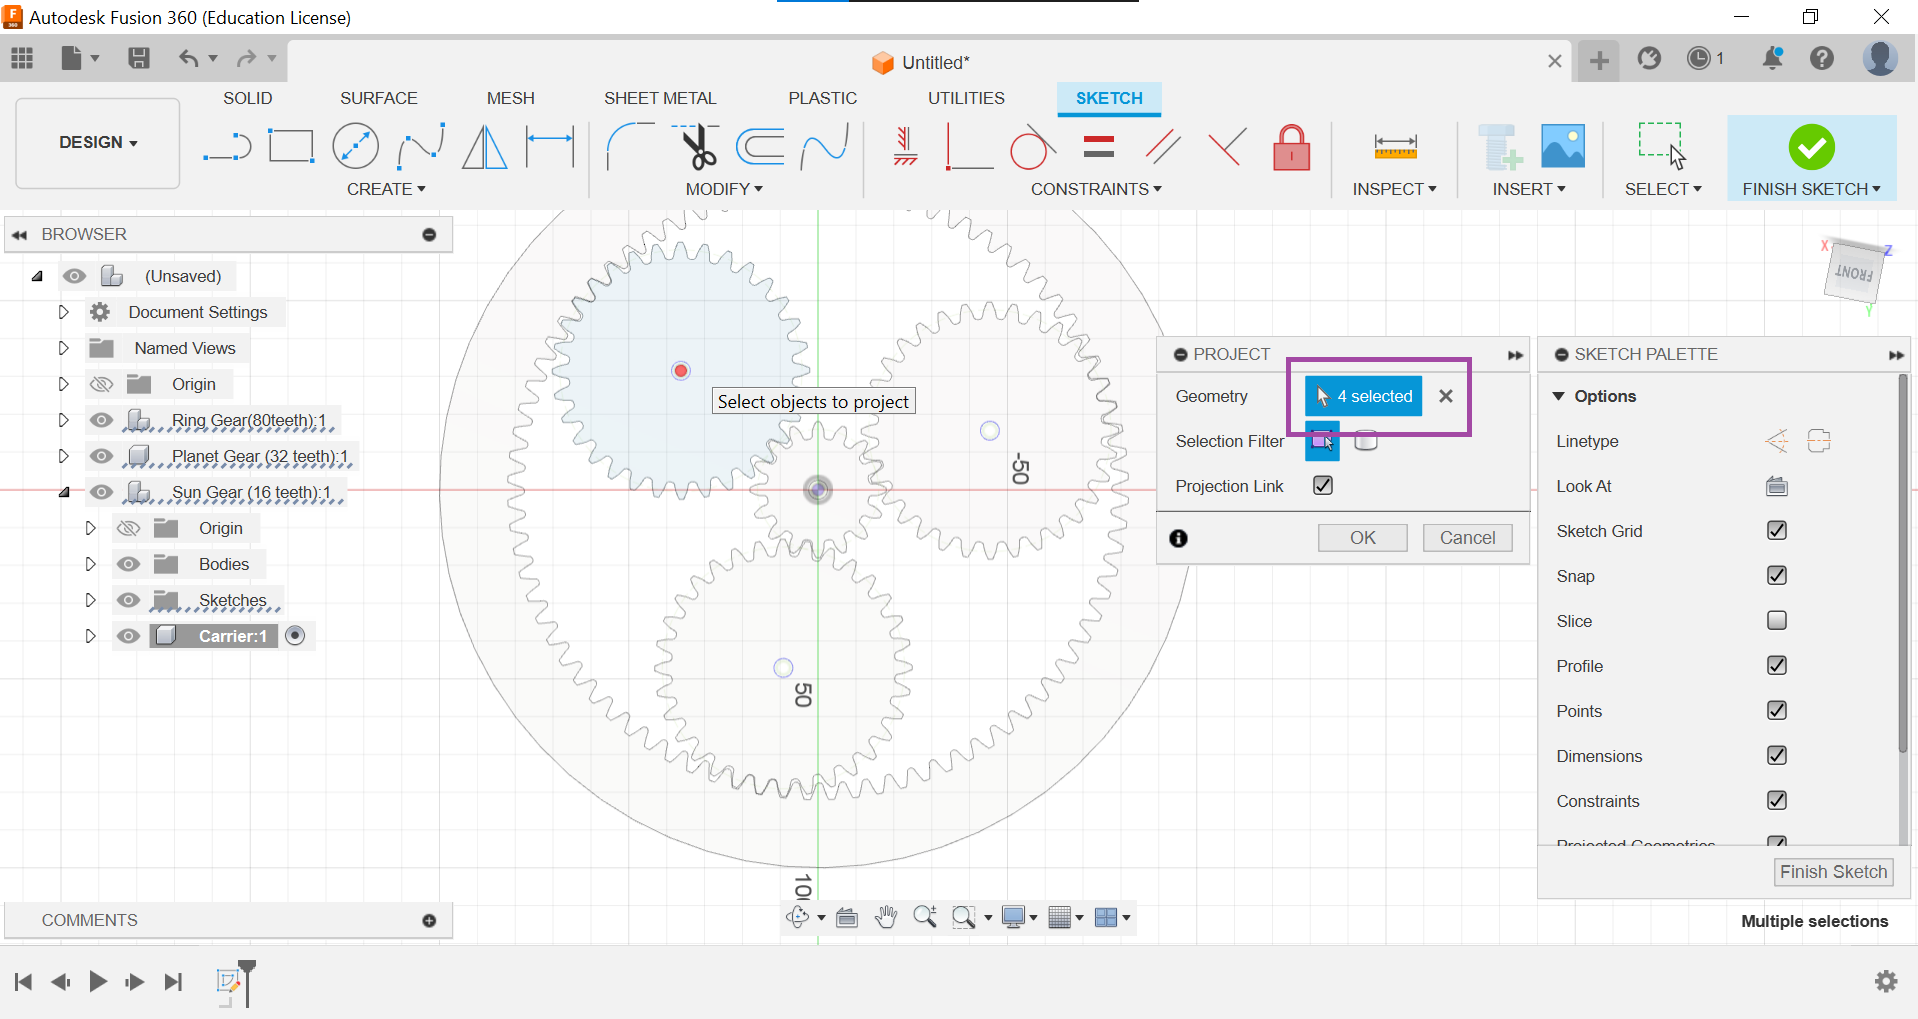 Autodesk Fusion 360 (Education License)
Untitled*
1
SOLID SURFACE MESH SHEET METAL PLASTIC UTILITIES SKETCH
DESIGN
CREATE MODIFY CONSTRAINTS INSPECT INSERT SELECT FINISH SKETCH
BROWSER
(Unsaved)
Document Settings
Named Views
Origin
Ring Gear(80teeth):1
Planet Gear (32 teeth):1
Sun Gear (16 teeth):1
Origin
Bodies
Sketches
Carrier:1
COMMENTS
Select objects to project
-50
50
X
Z
FRONT
Y
PROJECT
Geometry
4 selected
Selection Filter
Projection Link
OK
Cancel
SKETCH PALETTE
Options
Linetype
Look At
Sketch Grid
Snap
Slice
Profile
Points
Dimensions
Constraints
Projected Geometries
Finish Sketch
Multiple selections